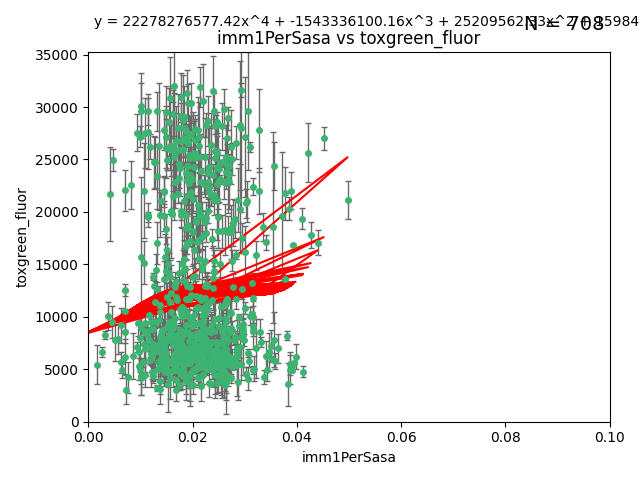 y = 22278276577.42x^4 + -1543336100.16x^3 +
N = 708
imm1PerSasa vs toxgreen_fluor
35000
30000
25000
20000
15000
10000
5000
0
toxgreen_fluor
0.00 0.02 0.04 0.06 0.08 0.10
imm1PerSasa